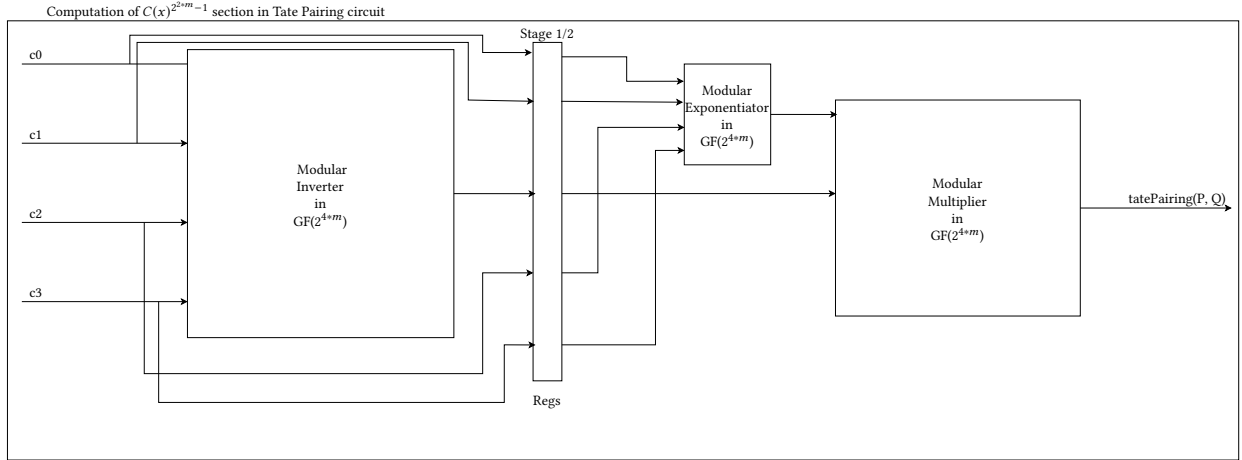 Computation of $C(x)^{2^{2*m}-1}$ section in Tate Pairing circuit
Stage 1/2
c0
c1
c2
c3
Modular
Inverter
in
GF($2^{4*m}$)
Regs
Modular
Exponentiator
in
GF($2^{4*m}$)
Modular
Multiplier
in
GF($2^{4*m}$)
tatePairing(P, Q)